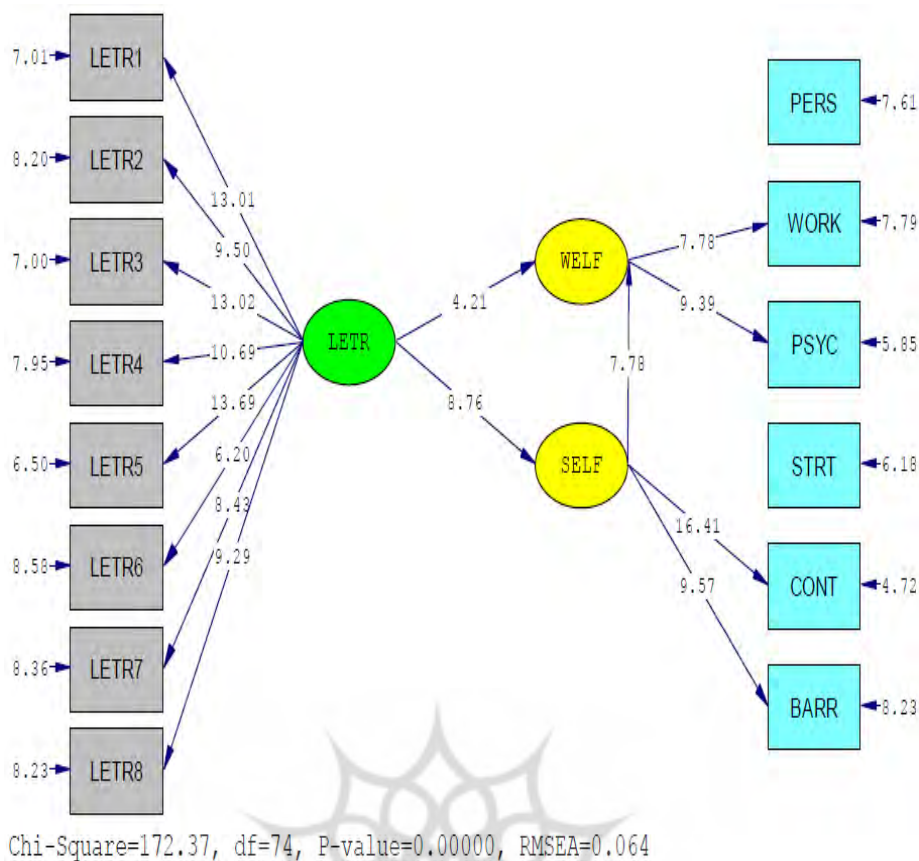 7.01 LETR1
8.20 LETR2
7.00 LETR3
7.95 LETR4
6.50 LETR5
8.58 LETR6
8.36 LETR7
8.23 LETR8
13.01
9.50
13.02
10.69
13.69
6.20
8.43
9.29
LETR
4.21
8.76
WELF
7.78
SELF
7.78
9.39
16.41
9.57
PERS 7.61
WORK 7.79
PSYC 5.85
STRT 6.18
CONT 4.72
BARR 8.23
Chi-Square=172.37, df=74, P-value=0.00000, RMSEA=0.064